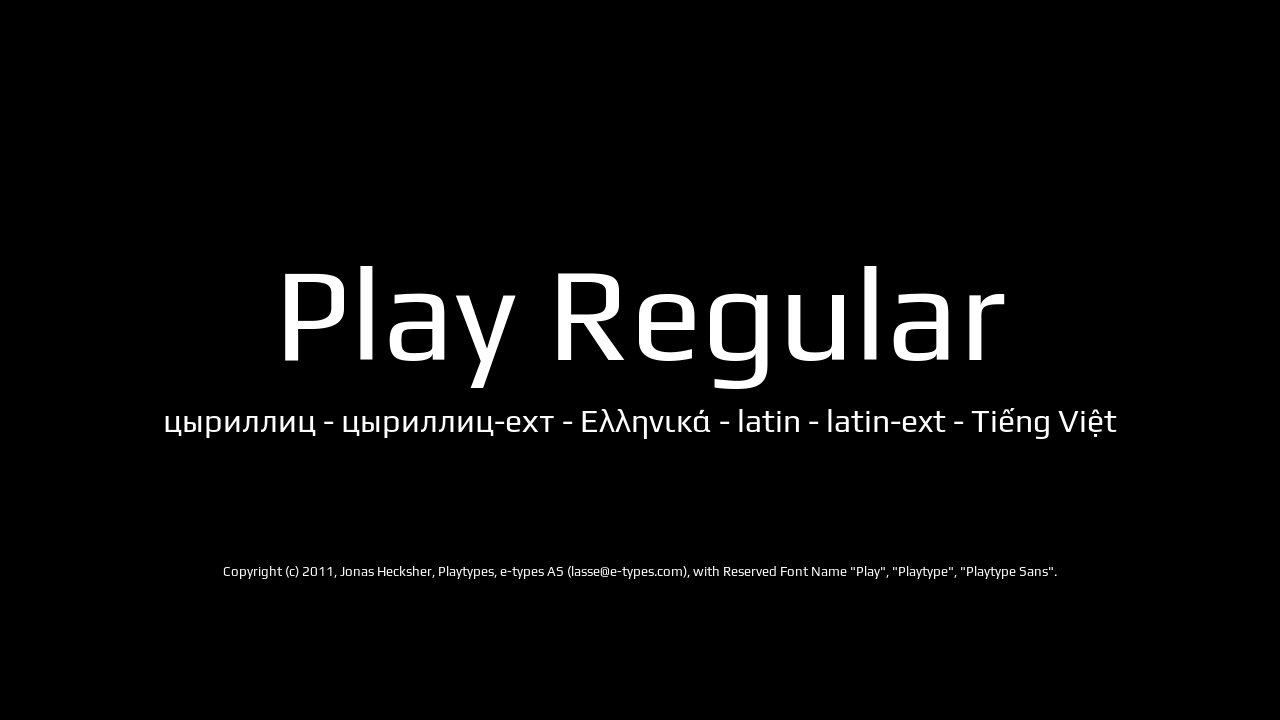 Play Regular
цыриллиц - цыриллиц-ехт - Ελληνικά - latin - latin-ext - Tiếng Việt
Copyright (c) 2011, Jonas Hecksher, Playtypes, e-types AS (lasse@e-types.com), with Reserved Font Name "Play", "Playtype", "Playtype Sans".